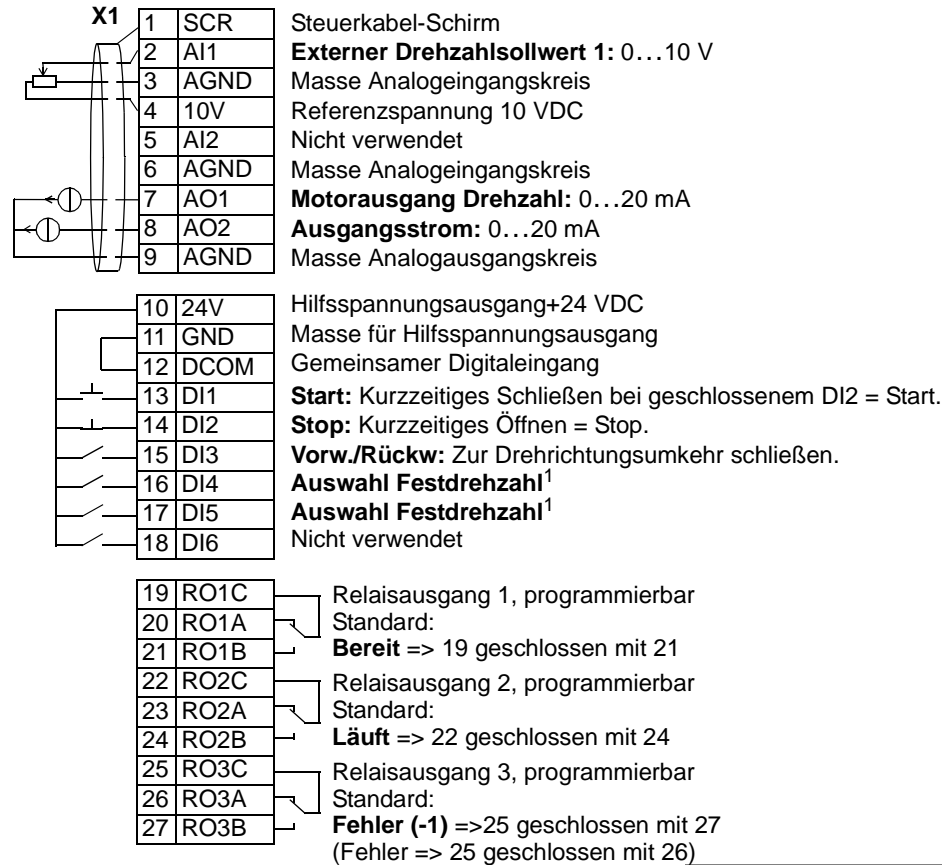 X1
1 SCR Steuerkabel-Schirm
2 AI1 Externer Drehzahlsollwert 1: 0…10 V
3 AGND Masse Analogeingangskreis
4 10V Referenzspannung 10 VDC
5 AI2 Nicht verwendet
6 AGND Masse Analogeingangskreis
7 AO1 Motorausgang Drehzahl: 0…20 mA
8 AO2 Ausgangsstrom: 0…20 mA
9 AGND Masse Analogausgangskreis
10 24V Hilfsspannungsausgang+24 VDC
11 GND Masse für Hilfsspannungsausgang
12 DCOM Gemeinsamer Digitaleingang
13 DI1 Start: Kurzzeitiges Schließen bei geschlossenem DI2 = Start.
14 DI2 Stop: Kurzzeitiges Öffnen = Stop.
15 DI3 Vorw./Rückw: Zur Drehrichtungsumkehr schließen.
16 DI4 Auswahl Festdrehzahl1
17 DI5 Auswahl Festdrehzahl1
18 DI6 Nicht verwendet
19 RO1C Relaisausgang 1, programmierbar
20 RO1A Standard:
21 RO1B Bereit => 19 geschlossen mit 21
22 RO2C Relaisausgang 2, programmierbar
23 RO2A Standard:
24 RO2B Läuft => 22 geschlossen mit 24
25 RO3C Relaisausgang 3, programmierbar
26 RO3A Standard:
27 RO3B Fehler (-1) =>25 geschlossen mit 27
(Fehler => 25 geschlossen mit 26)